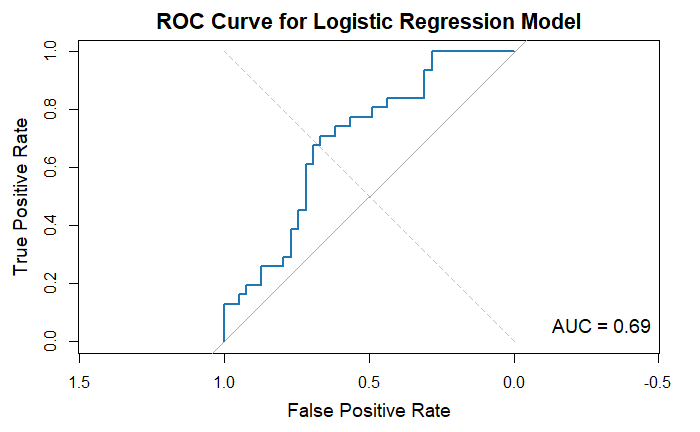 ROC Curve for Logistic Regression Model
True Positive Rate
1.0
0.8
0.6
0.4
0.2
0.0
AUC = 0.69
1.5 1.0 0.5 0.0 -0.5
False Positive Rate